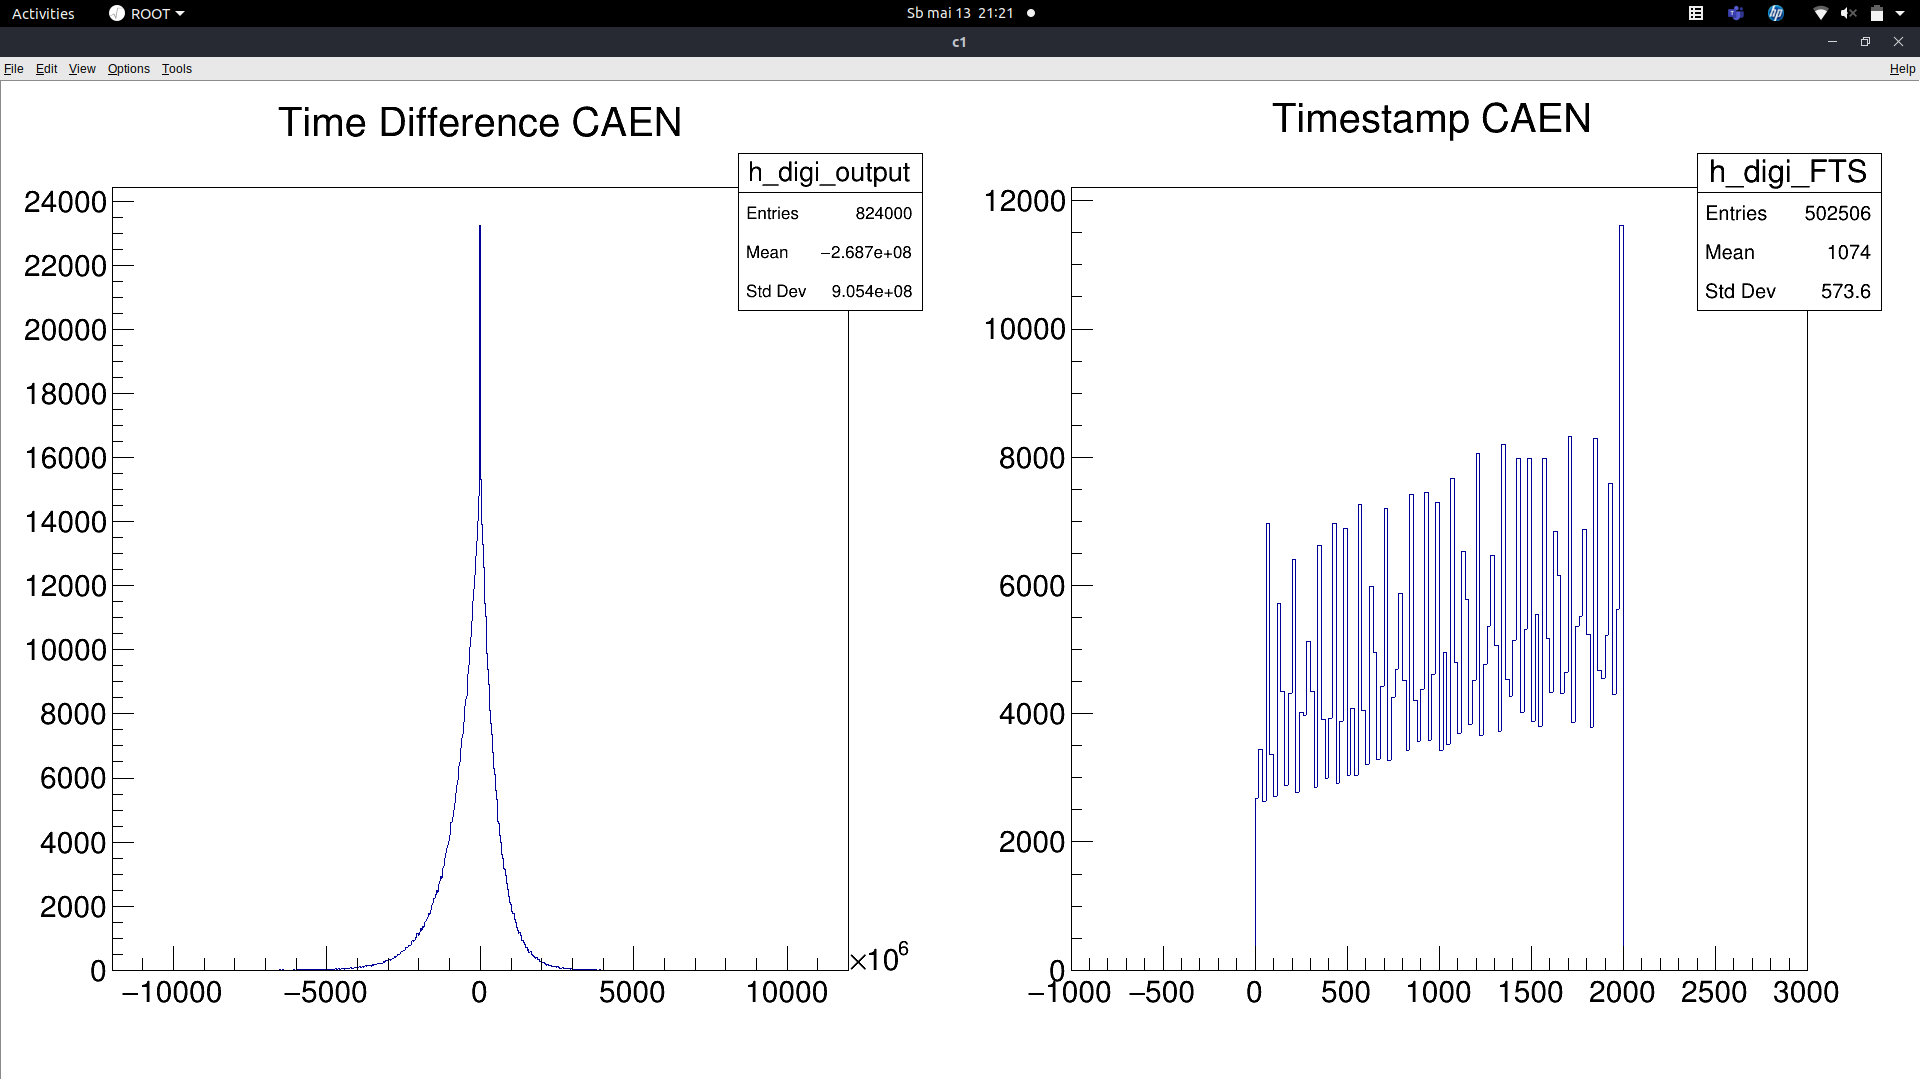 Activities ROOT Sb mai 13 21:21
c1
File Edit View Options Tools Help
Time Difference CAEN
h_digi_output
Entries 824000
Mean −2.687e+08
Std Dev 9.054e+08
24000
22000
20000
18000
16000
14000
12000
10000
8000
6000
4000
2000
0
−10000 −5000 0 5000 10000
×10⁶
Timestamp CAEN
h_digi_FTS
Entries 502506
Mean 1074
Std Dev 573.6
12000
10000
8000
6000
4000
2000
0
−1000 −500 0 500 1000 1500 2000 2500 3000